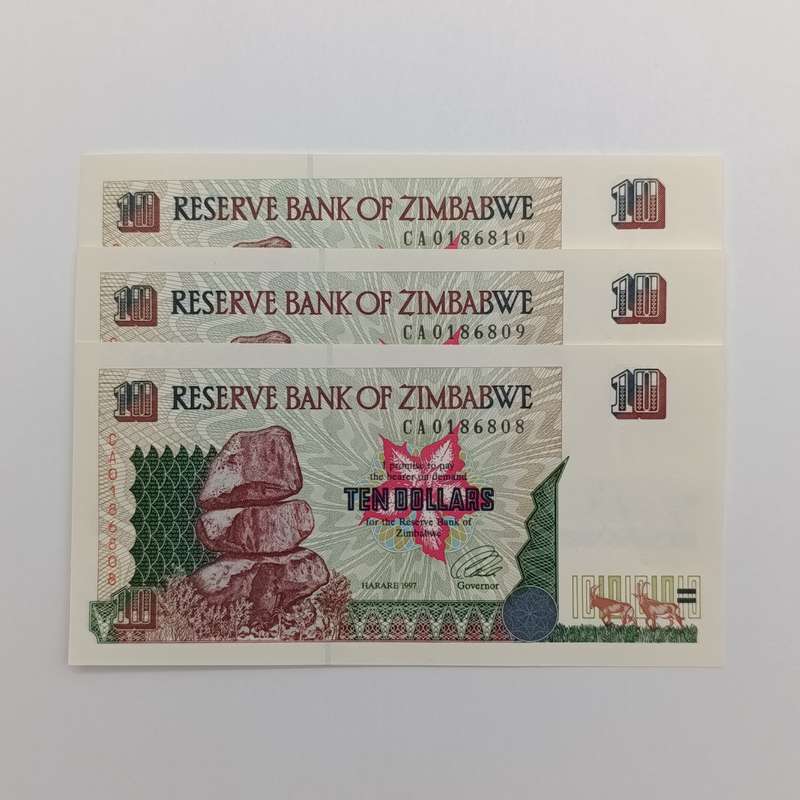 10 RESERVE BANK OF ZIMBABWE 10
CA0186810
10 RESERVE BANK OF ZIMBABWE 10
CA0186809
10 RESERVE BANK OF ZIMBABWE 10
CA0186808
CA0186808
I promise to pay
the bearer on demand
TEN DOLLARS
for the Reserve Bank of
Zimbabwe
HARARE 1997 Governor
10 10101010